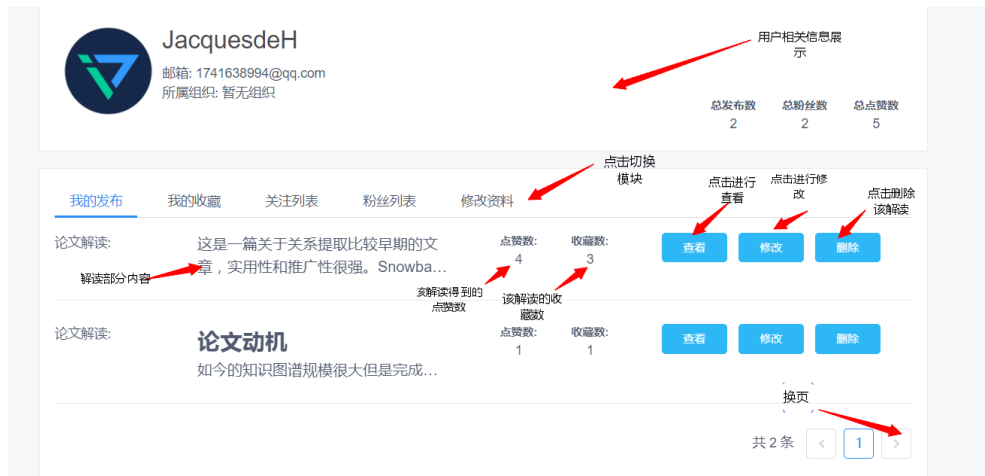 JacquesdeH
邮箱: 1741638994@qq.com
所属组织: 暂无组织
用户相关信息展
示
总发布数
总粉丝数
总点赞数
2
2
5
点击切换
模块
我的发布
我的收藏
关注列表
粉丝列表
修改资料
点击进行
查看
点击进行修
改
点击删除
该解读
论文解读:
这是一篇关于关系提取比较早期的文
章，实用性和推广性很强。Snowba...
点赞数:
4
收藏数:
3
查看
修改
删除
解读部分内容
该解读得到的
点赞数
该解读的收
藏数
论文解读:
论文动机
如今的知识图谱规模很大但是完成...
点赞数:
1
收藏数:
1
查看
修改
删除
换页
共 2 条
1